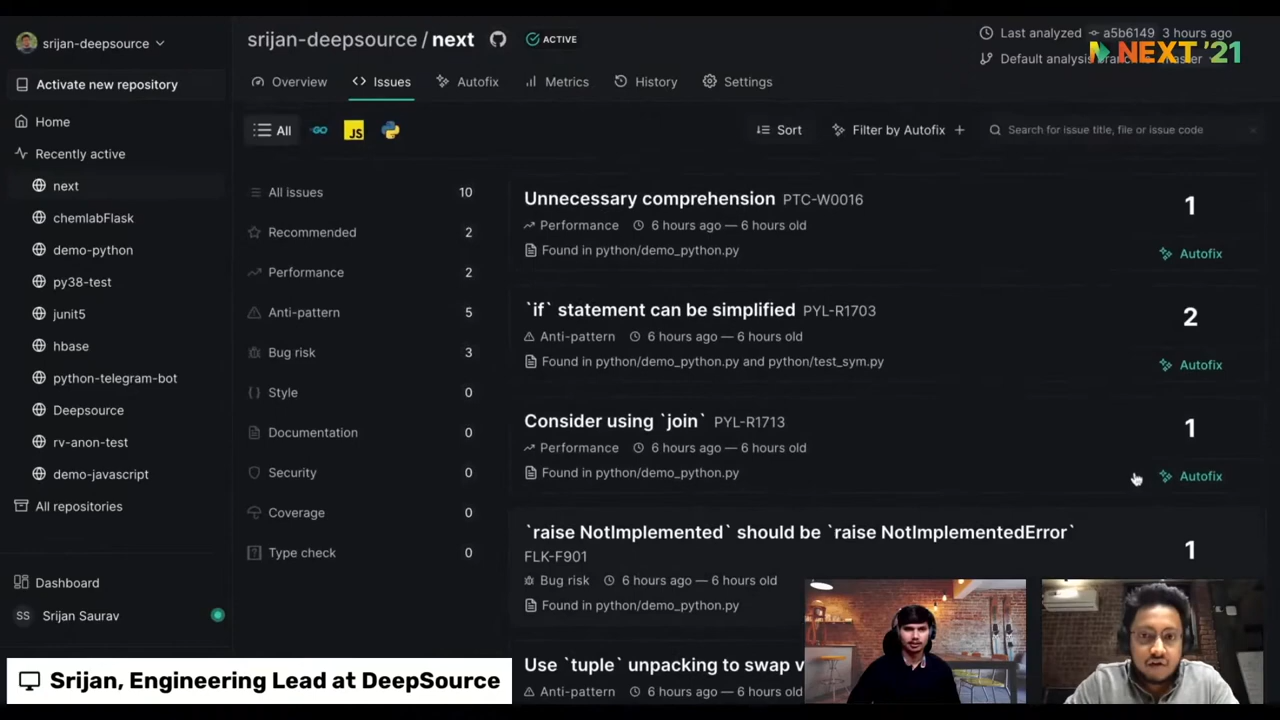 srijan-deepsource
Activate new repository
Home
Recently active
next
chemlabFlask
demo-python
py38-test
junit5
hbase
python-telegram-bot
Deepsource
rv-anon-test
demo-javascript
All repositories
Dashboard
SS Srijan Saurav
srijan-deepsource / next ACTIVE
Last analyzed a5b6149 3 hours ago
Default analysis
NEXT '21
Overview Issues Autofix Metrics History Settings
All JS Sort Filter by Autofix + Search for issue title, file or issue code
All issues 10
Recommended 2
Performance 2
Anti-pattern 5
Bug risk 3
Style 0
Documentation 0
Security 0
Coverage 0
Type check 0
Unnecessary comprehension PTC-W0016 1
Performance 6 hours ago — 6 hours old
Found in python/demo_python.py Autofix
`if` statement can be simplified PYL-R1703 2
Anti-pattern 6 hours ago — 6 hours old
Found in python/demo_python.py and python/test_sym.py Autofix
Consider using `join` PYL-R1713 1
Performance 6 hours ago — 6 hours old
Found in python/demo_python.py Autofix
`raise NotImplemented` should be `raise NotImplementedError`
FLK-F901 1
Bug risk 6 hours ago — 6 hours old
Found in python/demo_python.py
Use `tuple` unpacking to swap v
Anti-pattern 6 hours ago — 6 hours old
Srijan, Engineering Lead at DeepSource